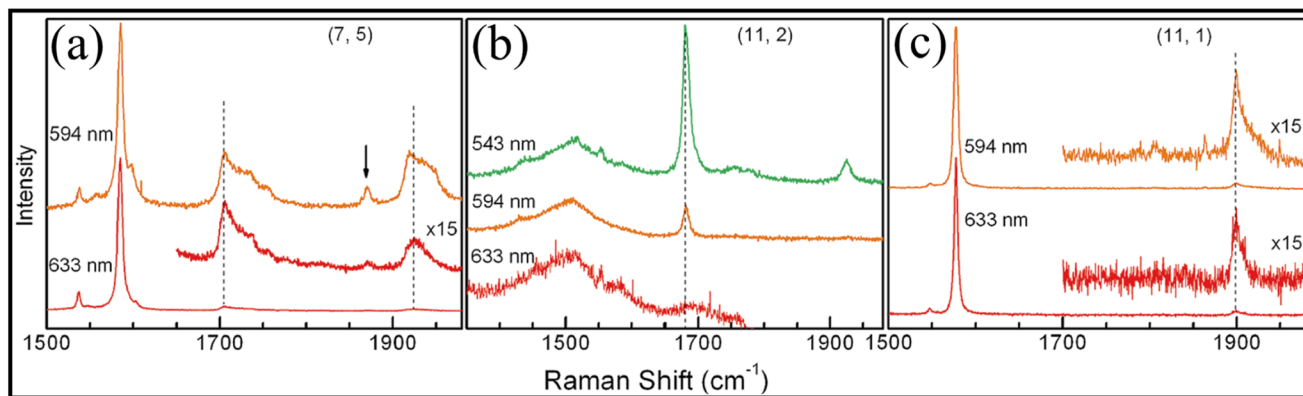 Intensity
(a)
(7, 5)
594 nm
x15
633 nm
1500
1700
1900
(b)
(11, 2)
543 nm
594 nm
633 nm
1500
1700
1900
(c)
(11, 1)
x15
594 nm
633 nm
x15
1500
1700
1900
Raman Shift (cm⁻¹)